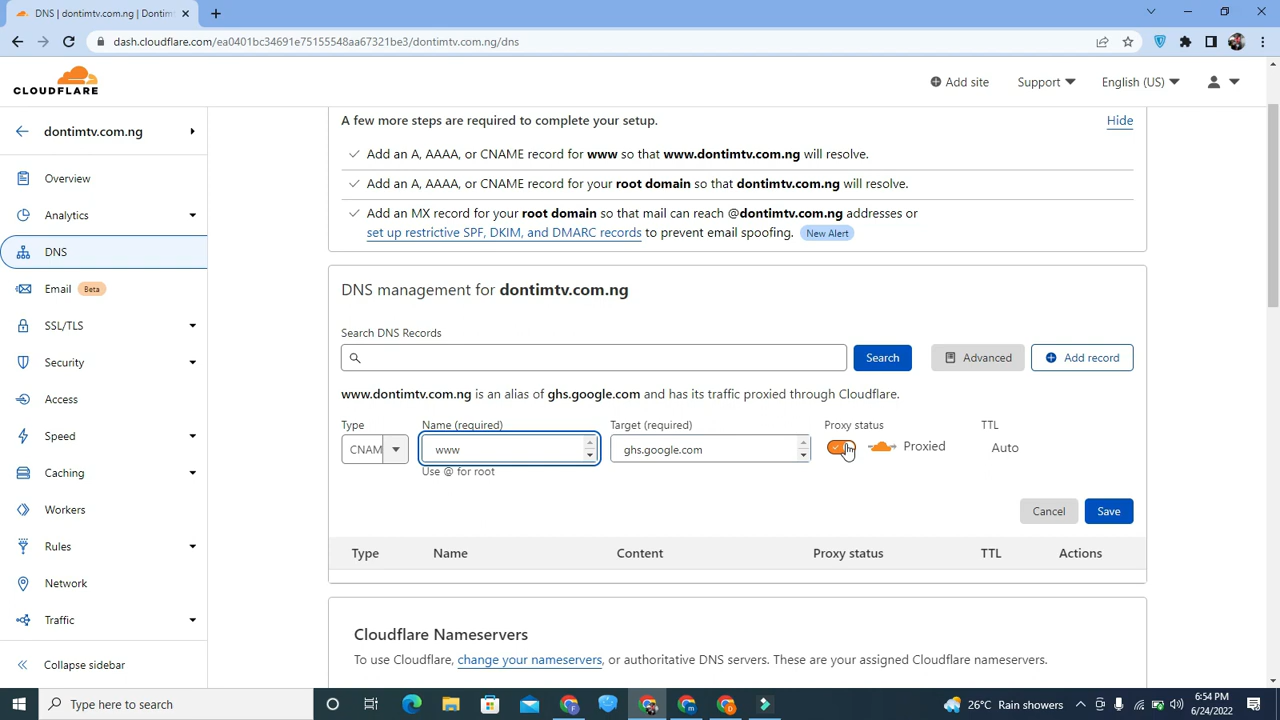 DNS | dontimtv.com.ng | Dontim
dash.cloudflare.com/ea0401bc34691e75155548aa67321be3/dontimtv.com.ng/dns
CLOUDFLARE
Add site
Support
English (US)
dontimtv.com.ng
Overview
Analytics
DNS
Email Beta
SSL/TLS
Security
Access
Speed
Caching
Workers
Rules
Network
Traffic
Collapse sidebar
A few more steps are required to complete your setup.
Hide
Add an A, AAAA, or CNAME record for www so that www.dontimtv.com.ng will resolve.
Add an A, AAAA, or CNAME record for your root domain so that dontimtv.com.ng will resolve.
Add an MX record for your root domain so that mail can reach @dontimtv.com.ng addresses or
set up restrictive SPF, DKIM, and DMARC records to prevent email spoofing. New Alert
DNS management for dontimtv.com.ng
Search DNS Records
Search
Advanced
Add record
www.dontimtv.com.ng is an alias of ghs.google.com and has its traffic proxied through Cloudflare.
Type Name (required) Target (required) Proxy status TTL
CNAM www ghs.google.com Proxied Auto
Use @ for root
Cancel Save
Type Name Content Proxy status TTL Actions
Cloudflare Nameservers
To use Cloudflare, change your nameservers, or authoritative DNS servers. These are your assigned Cloudflare nameservers.
Type here to search
26°C Rain showers
6:54 PM
6/24/2022